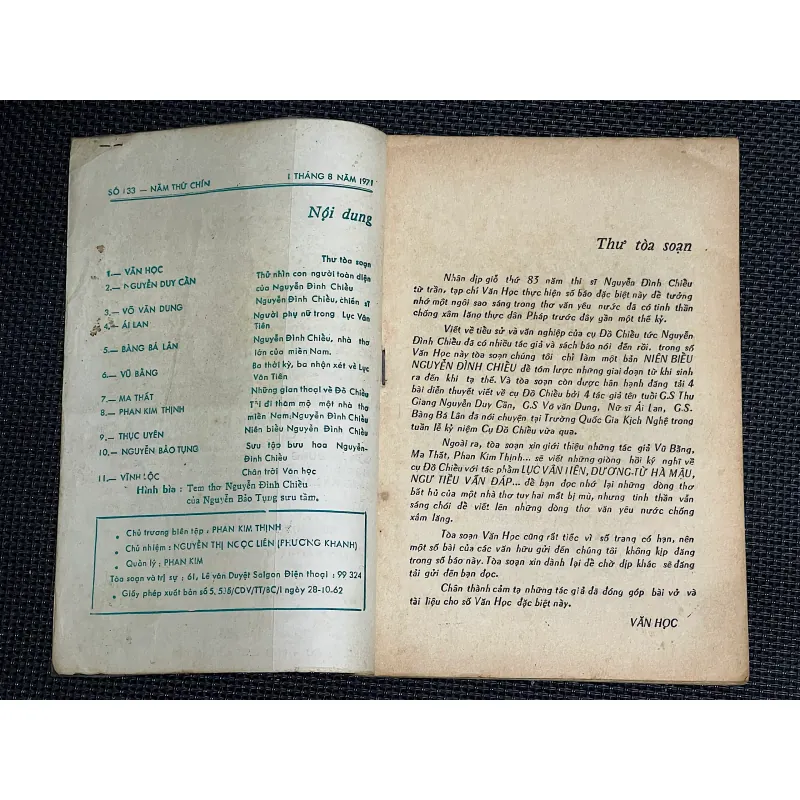 SỐ 133 — NĂM THỨ CHÍN
1 THÁNG 8 NĂM 1971
Nội dung
Thư tòa soạn
1.— VĂN HỌC
Thử nhìn con người toàn diện
2.— NGUYỄN DUY CẦN
của Nguyễn Đình Chiểu
Nguyễn Đình Chiểu, chiến sĩ
3.— VÕ VĂN DUNG
Người phụ nữ trong Lục Vân
4.— ÁI LAN
Tiên
Nguyễn Đình Chiểu, nhà thơ
5.— BÀNG BÁ LÂN
lớn của miền Nam.
Ba thời kỳ, ba nhận xét về Lục
6.— VŨ BẰNG
Vân Tiên
7.— MA THẤT
Những gian thoại về Đồ Chiểu
8.— PHAN KIM THỊNH
Tôi đi thăm mộ một nhà thơ
miền Nam: Nguyễn Đình Chiểu
9.— THỤC UYÊN
Niên biểu Nguyễn Đình Chiểu
10.— NGUYỄN BẢO TỤNG
Sưu tập bưu hoa Nguyễn-
Đình Chiểu
11.— VĨNH LỘC
Chân trời Văn học
Hình bìa : Tem thơ Nguyễn Đình Chiểu
của Nguyễn Bảo Tụng sưu tầm.
• Chủ trương biên tập : PHAN KIM THỊNH
• Chủ nhiệm : NGUYỄN THỊ NGỌC LIÊN (PHƯƠNG KHANH)
• Quản lý : PHAN KIM
Tòa soạn và trị sự : 61, Lê văn Duyệt Saigon Điện thoại : 99 324
• Giấy phép xuất bản số 5.535/CDV/TT/BC/I ngày 28-10-62
Thư tòa soạn
Nhân dịp giỗ thứ 83 năm thi sĩ Nguyễn Đình Chiểu
từ trần, tạp chí Văn Học thực hiện số báo đặc biệt này để tưởng
nhớ một ngôi sao sáng trong thơ văn yêu nước đã có tinh thần
chống xâm lăng thực dân Pháp trước đây gần một thế kỷ.
Viết về tiểu sử và văn nghiệp của cụ Đồ Chiểu tức Nguyễn
Đình Chiểu đã có nhiều tác giả và sách báo nói đến rồi. trong số
Văn Học này tòa soạn chúng tôi chỉ làm một bản NIÊN BIỂU
NGUYỄN ĐÌNH CHIỂU để tóm lược những giai đoạn từ khi sinh
ra đến khi tạ thế. Và tòa soạn còn được hân hạnh đăng tải 4
bài diễn thuyết viết về cụ Đồ Chiểu bởi 4 tác giả tên tuổi G.S Thu
Giang Nguyễn Duy Cần, G.S Võ văn Dung, Nữ sĩ Ái Lan, G.S.
Bàng Bá Lân đã nói chuyện tại Trường Quốc Gia Kịch Nghệ trong
tuần lễ kỷ niệm Cụ Đồ Chiểu vừa qua.
Ngoài ra, tòa soạn xin giới thiệu những tác giả Vũ Bằng,
Ma Thất, Phan Kim Thịnh... sẽ viết những giòng hồi ký nghĩ về
cụ Đồ Chiểu với tác phẩm LỤC VÂN TIÊN, DƯƠNG-TỪ HÀ MẬU,
NGƯ TIỀU VẤN ĐÁP... để bạn đọc nhớ lại những dòng thơ
bất hủ của một nhà thơ tuy hai mắt bị mù, nhưng tinh thần vẫn
sáng chói để viết lên những dòng thơ văn yêu nước chống
xâm lăng.
Tòa soạn Văn Học cũng rất tiếc vì số trang có hạn, nên
một số bài của các văn hữu gửi đến chúng tôi không kịp đăng
trong số báo này. Tòa soạn xin dành lại để chờ dịp khác sẽ đăng
tải gửi đến bạn đọc.
Chân thành cảm tạ những tác giả đã đóng góp bài vở và
tài liệu cho số Văn Học đặc biệt này.
VĂN HỌC